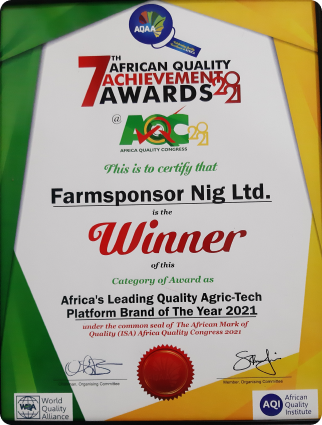 AQAA
7TH AFRICAN QUALITY
ACHIEVEMENT
AWARDS 2021
@ AQC 2021
AFRICA QUALITY CONGRESS
This is to certify that
Farmsponsor Nig Ltd.
is the
Winner
of this
Category of Award as
Africa's Leading Quality Agric-Tech
Platform Brand of The Year 2021
under the common seal of The African Mark of
Quality (ISA) Africa Quality Congress 2021
Member, Organising Committee
Member, Organising Committee
WQA World
Quality
Alliance
AQI African
Quality
Institute